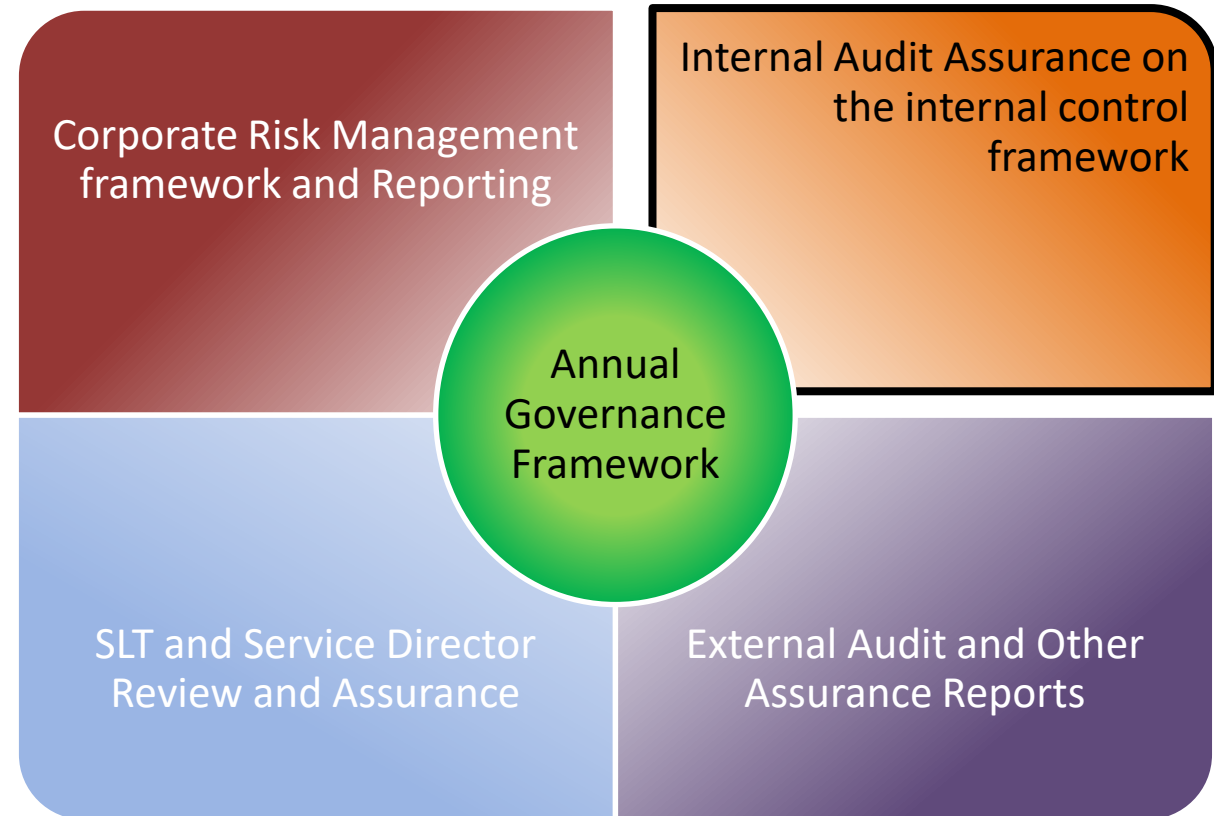 Corporate Risk Management
framework and Reporting
Internal Audit Assurance on
the internal control
framework
Annual
Governance
Framework
SLT and Service Director
Review and Assurance
External Audit and Other
Assurance Reports